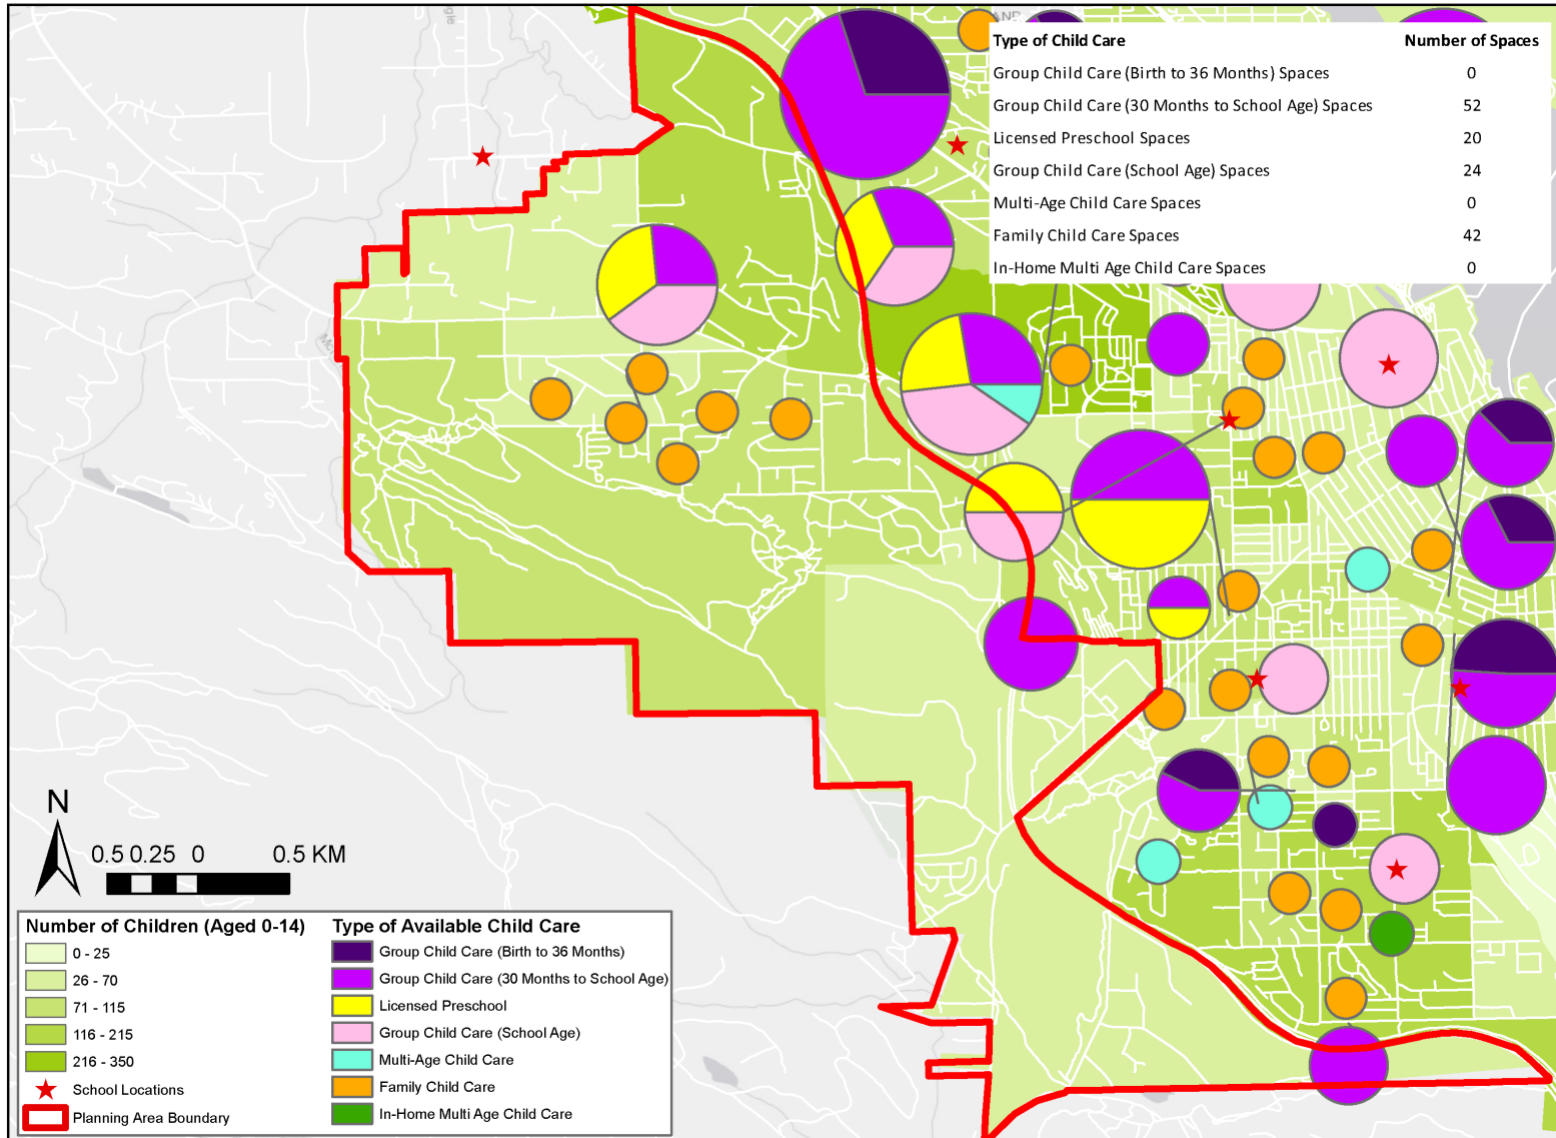 Type of Child Care Number of Spaces
Group Child Care (Birth to 36 Months) Spaces 0
Group Child Care (30 Months to School Age) Spaces 52
Licensed Preschool Spaces 20
Group Child Care (School Age) Spaces 24
Multi-Age Child Care Spaces 0
Family Child Care Spaces 42
In-Home Multi Age Child Care Spaces 0
N
0.5 0.25 0 0.5 KM
Number of Children (Aged 0-14)
0 - 25
26 - 70
71 - 115
116 - 215
216 - 350
School Locations
Planning Area Boundary
Type of Available Child Care
Group Child Care (Birth to 36 Months)
Group Child Care (30 Months to School Age)
Licensed Preschool
Group Child Care (School Age)
Multi-Age Child Care
Family Child Care
In-Home Multi Age Child Care